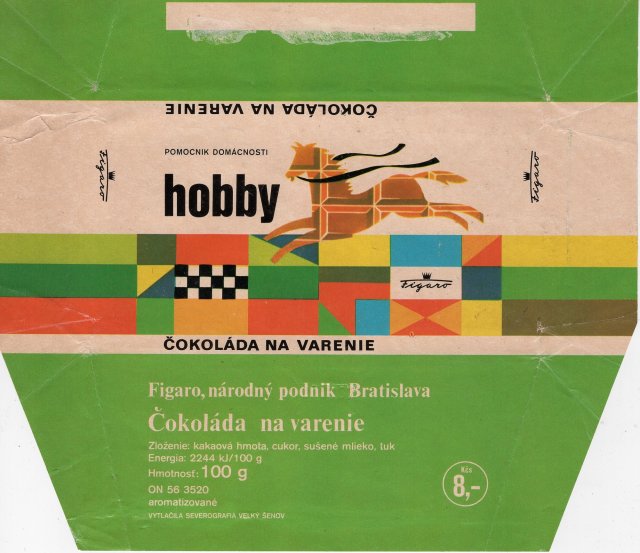 ČOKOLÁDA NA VARENIE
POMOCNIK DOMÁCNOSTI
hobby
Figaro
Figaro
Figaro
ČOKOLÁDA NA VARENIE
Figaro, národný podnik Bratislava
Čokoláda na varenie
Zloženie: kakaová hmota, cukor, sušené mlieko, tuk
Energia: 2244 kJ/100 g
Hmotnosť: 100 g
ON 56 3520
aromatizované
VYTLAČILA SEVEROGRAFIA VEĽKÝ ŠENOV
Kčs
8,-